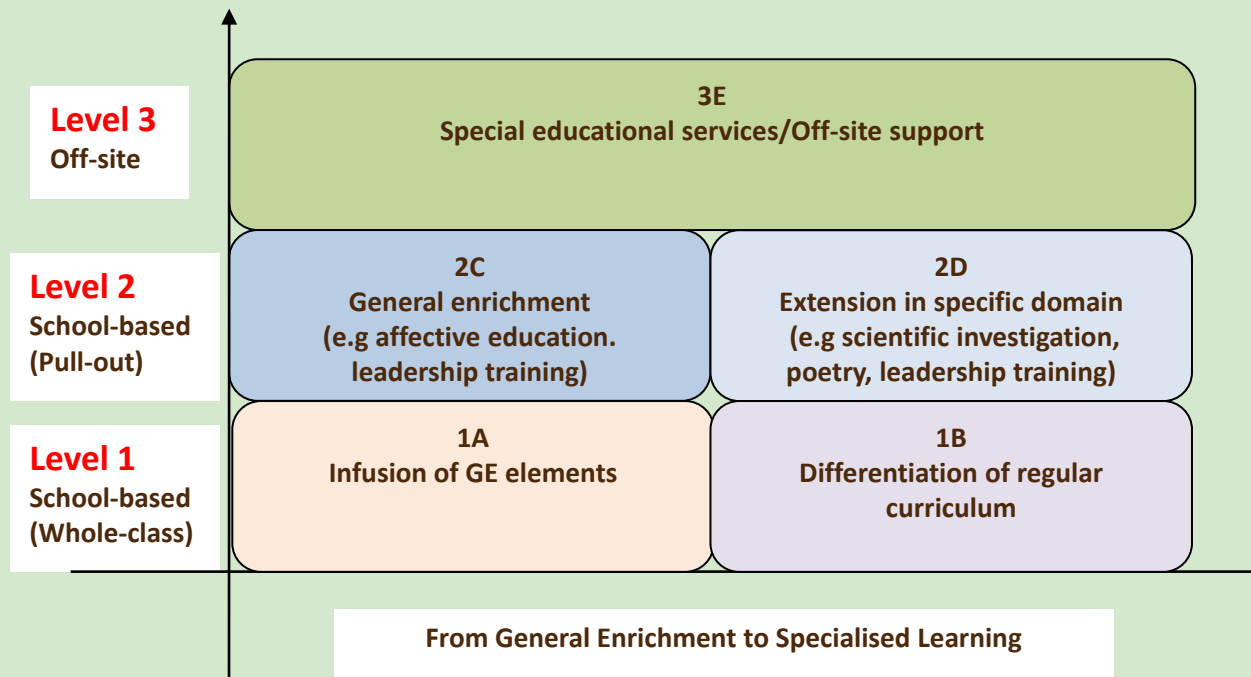 3E
Special educational services/Off-site support
Level 3
Off-site
2C
General enrichment
(e.g affective education.
leadership training)
2D
Extension in specific domain
(e.g scientific investigation,
poetry, leadership training)
Level 2
School-based
(Pull-out)
1A
Infusion of GE elements
1B
Differentiation of regular
curriculum
Level 1
School-based
(Whole-class)
From General Enrichment to Specialised Learning